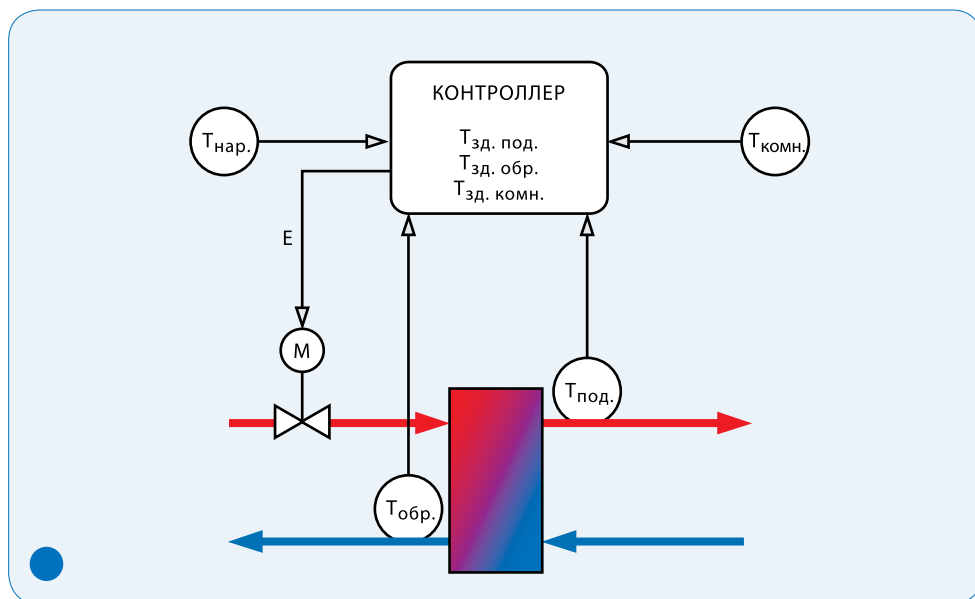 КОНТРОЛЛЕР
Тнар.
Тзд. под.
Тзд. обр.
Тзд. комн.
Ткомн.
E
M
Тпод.
Тобр.